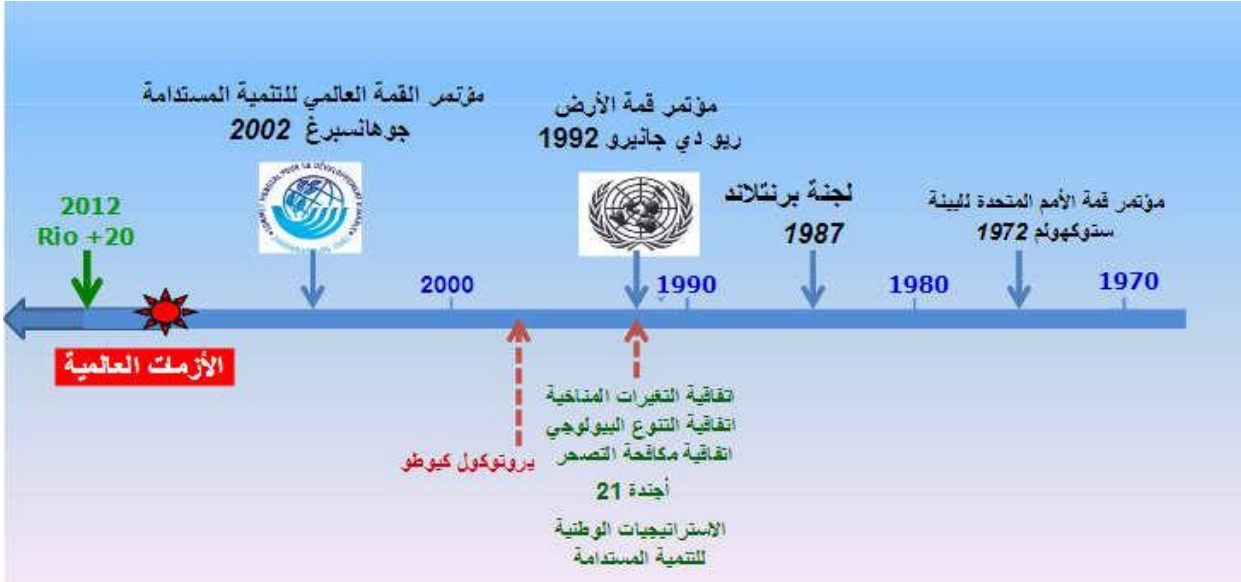 مؤتمر القمة العالمي للتنمية المستدامة
جوهانسبرغ 2002
مؤتمر قمة الأرض
ريو دي جانيرو 1992
لجنة برنتلاند
1987
مؤتمر قمة الأمم المتحدة للبيئة
ستوكهولم 1972
2012
Rio +20
1970
1980
1990
2000
الأزمات العالمية
بروتوكول كيوطو
اتفاقية التغيرات المناخية
اتفاقية التنوع البيولوجي
اتفاقية مكافحة التصحر
أجندة 21
الاستراتيجيات الوطنية
للتنمية المستدامة